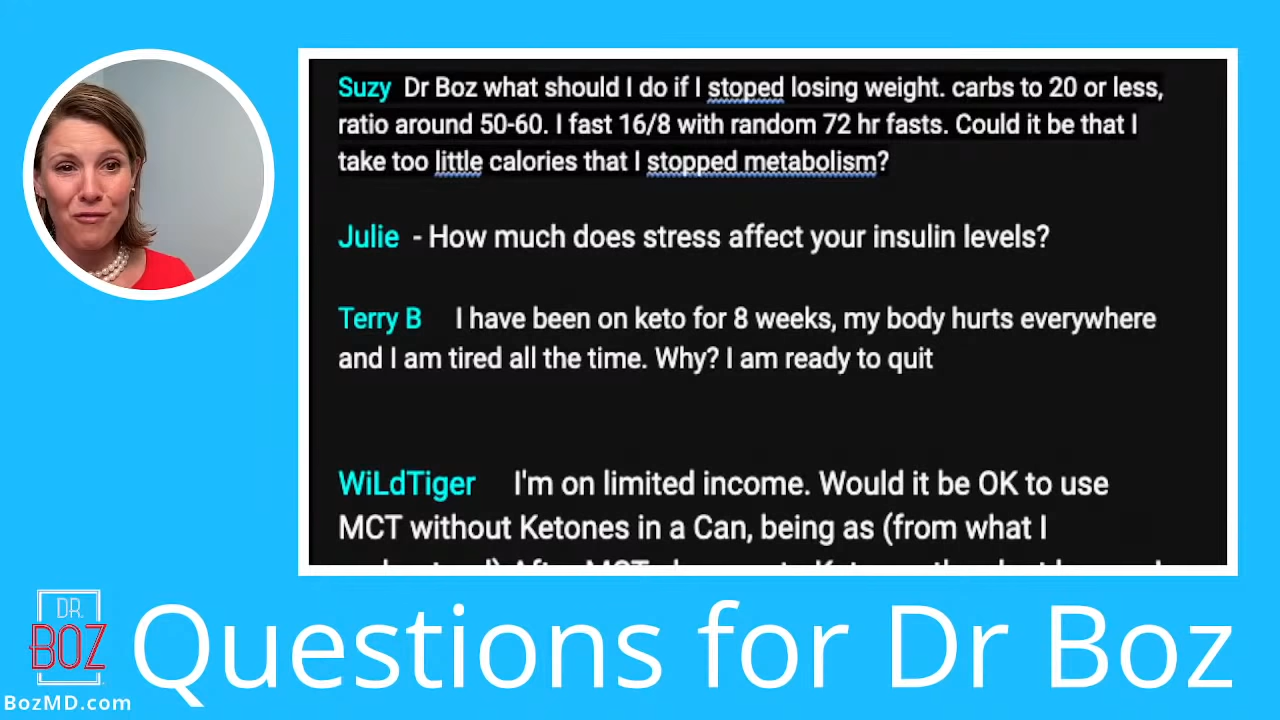 Suzy Dr Boz what should I do if I stoped losing weight. carbs to 20 or less,
ratio around 50-60. I fast 16/8 with random 72 hr fasts. Could it be that I
take too little calories that I stopped metabolism?
Julie - How much does stress affect your insulin levels?
Terry B I have been on keto for 8 weeks, my body hurts everywhere
and I am tired all the time. Why? I am ready to quit
WiLdTiger I'm on limited income. Would it be OK to use
MCT without Ketones in a Can, being as (from what I
DR.
BOZ
Questions for Dr Boz
BozMD.com